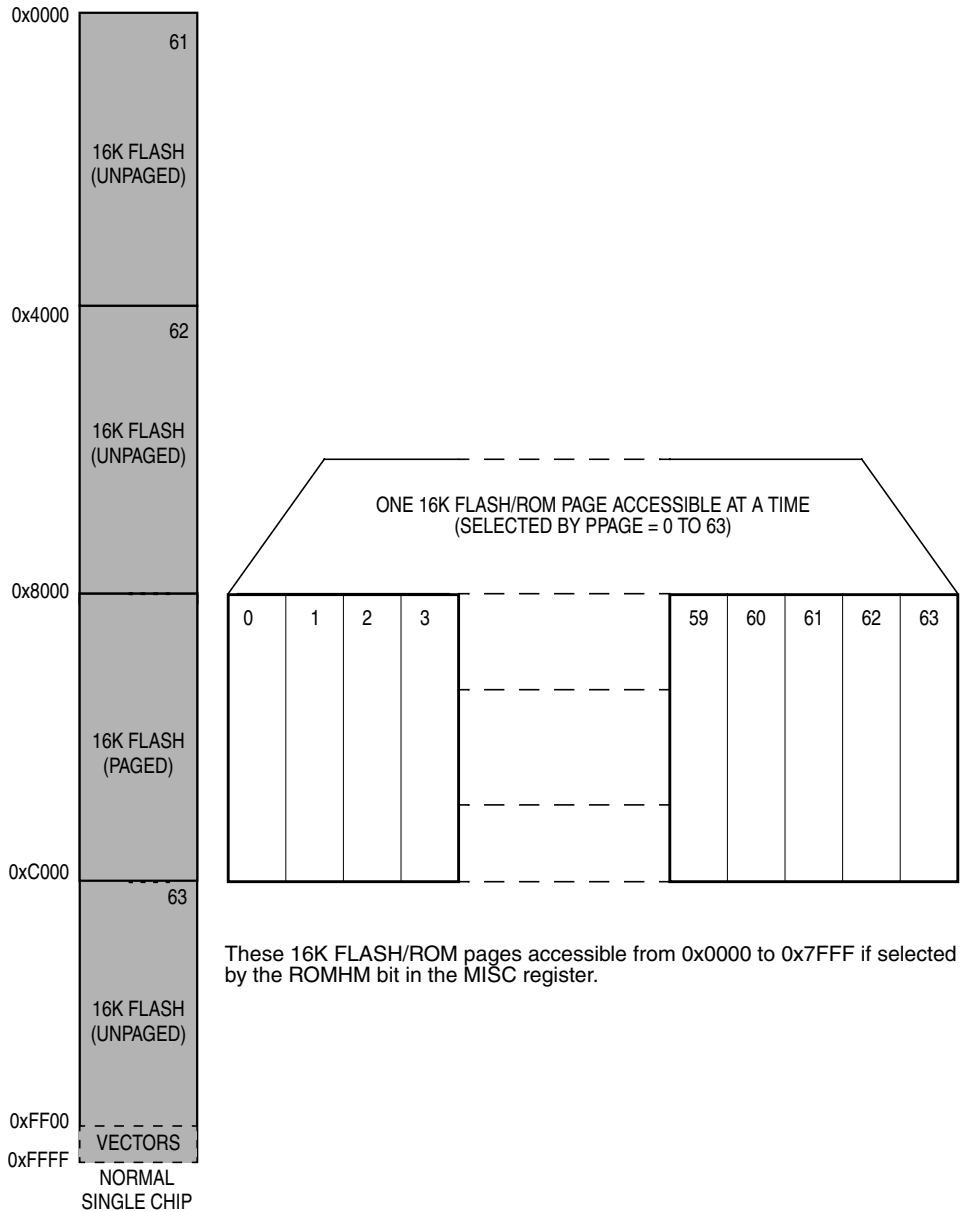 0x0000
61
16K FLASH
(UNPAGED)
0x4000
62
16K FLASH
(UNPAGED)
ONE 16K FLASH/ROM PAGE ACCESSIBLE AT A TIME
(SELECTED BY PPAGE = 0 TO 63)
0x8000
0 1 2 3 59 60 61 62 63
16K FLASH
(PAGED)
0xC000
63
These 16K FLASH/ROM pages accessible from 0x0000 to 0x7FFF if selected
by the ROMHM bit in the MISC register.
16K FLASH
(UNPAGED)
0xFF00
VECTORS
0xFFFF
NORMAL
SINGLE CHIP